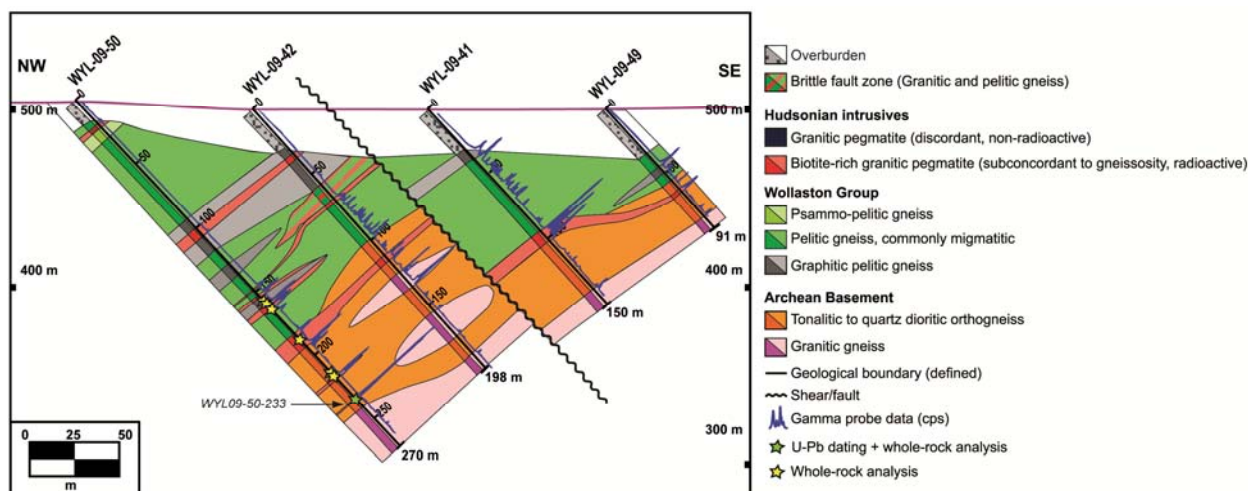 NW
WYL-09-50
WYL-09-42
WYL-09-41
WYL-09-49
SE
500 m
500 m
400 m
400 m
300 m
0
50
100
150
200
250
270 m
0
50
100
150
198 m
0
150 m
0
91 m
WYL09-50-233
0 25 50
m
Overburden
Brittle fault zone (Granitic and pelitic gneiss)
Hudsonian intrusives
Granitic pegmatite (discordant, non-radioactive)
Biotite-rich granitic pegmatite (subconcordant to gneissosity, radioactive)
Wollaston Group
Psammo-pelitic gneiss
Pelitic gneiss, commonly migmatitic
Graphitic pelitic gneiss
Archean Basement
Tonalitic to quartz dioritic orthogneiss
Granitic gneiss
Geological boundary (defined)
Shear/fault
Gamma probe data (cps)
U-Pb dating + whole-rock analysis
Whole-rock analysis